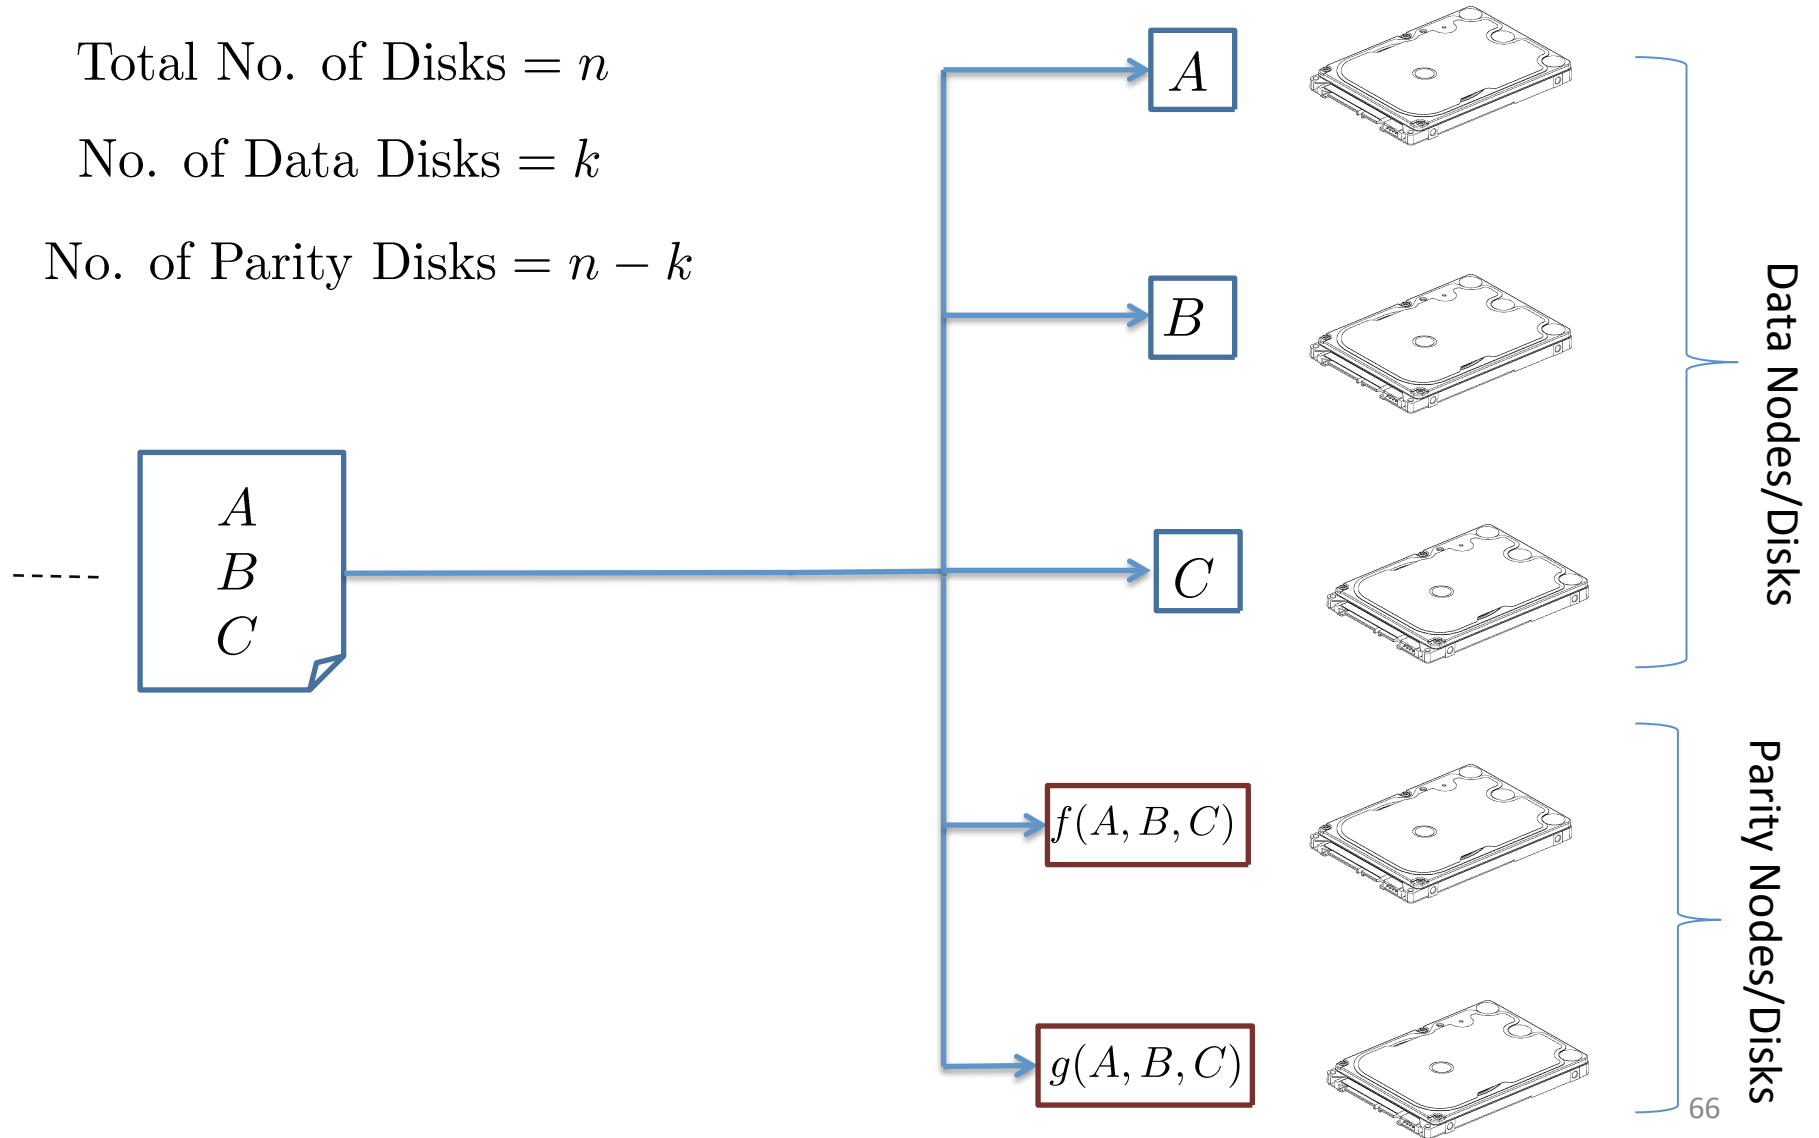 Total No. of Disks = n
No. of Data Disks = k
No. of Parity Disks = n − k
A
B
C
A
B
C
f(A, B, C)
g(A, B, C)
Data Nodes/Disks
Parity Nodes/Disks
66